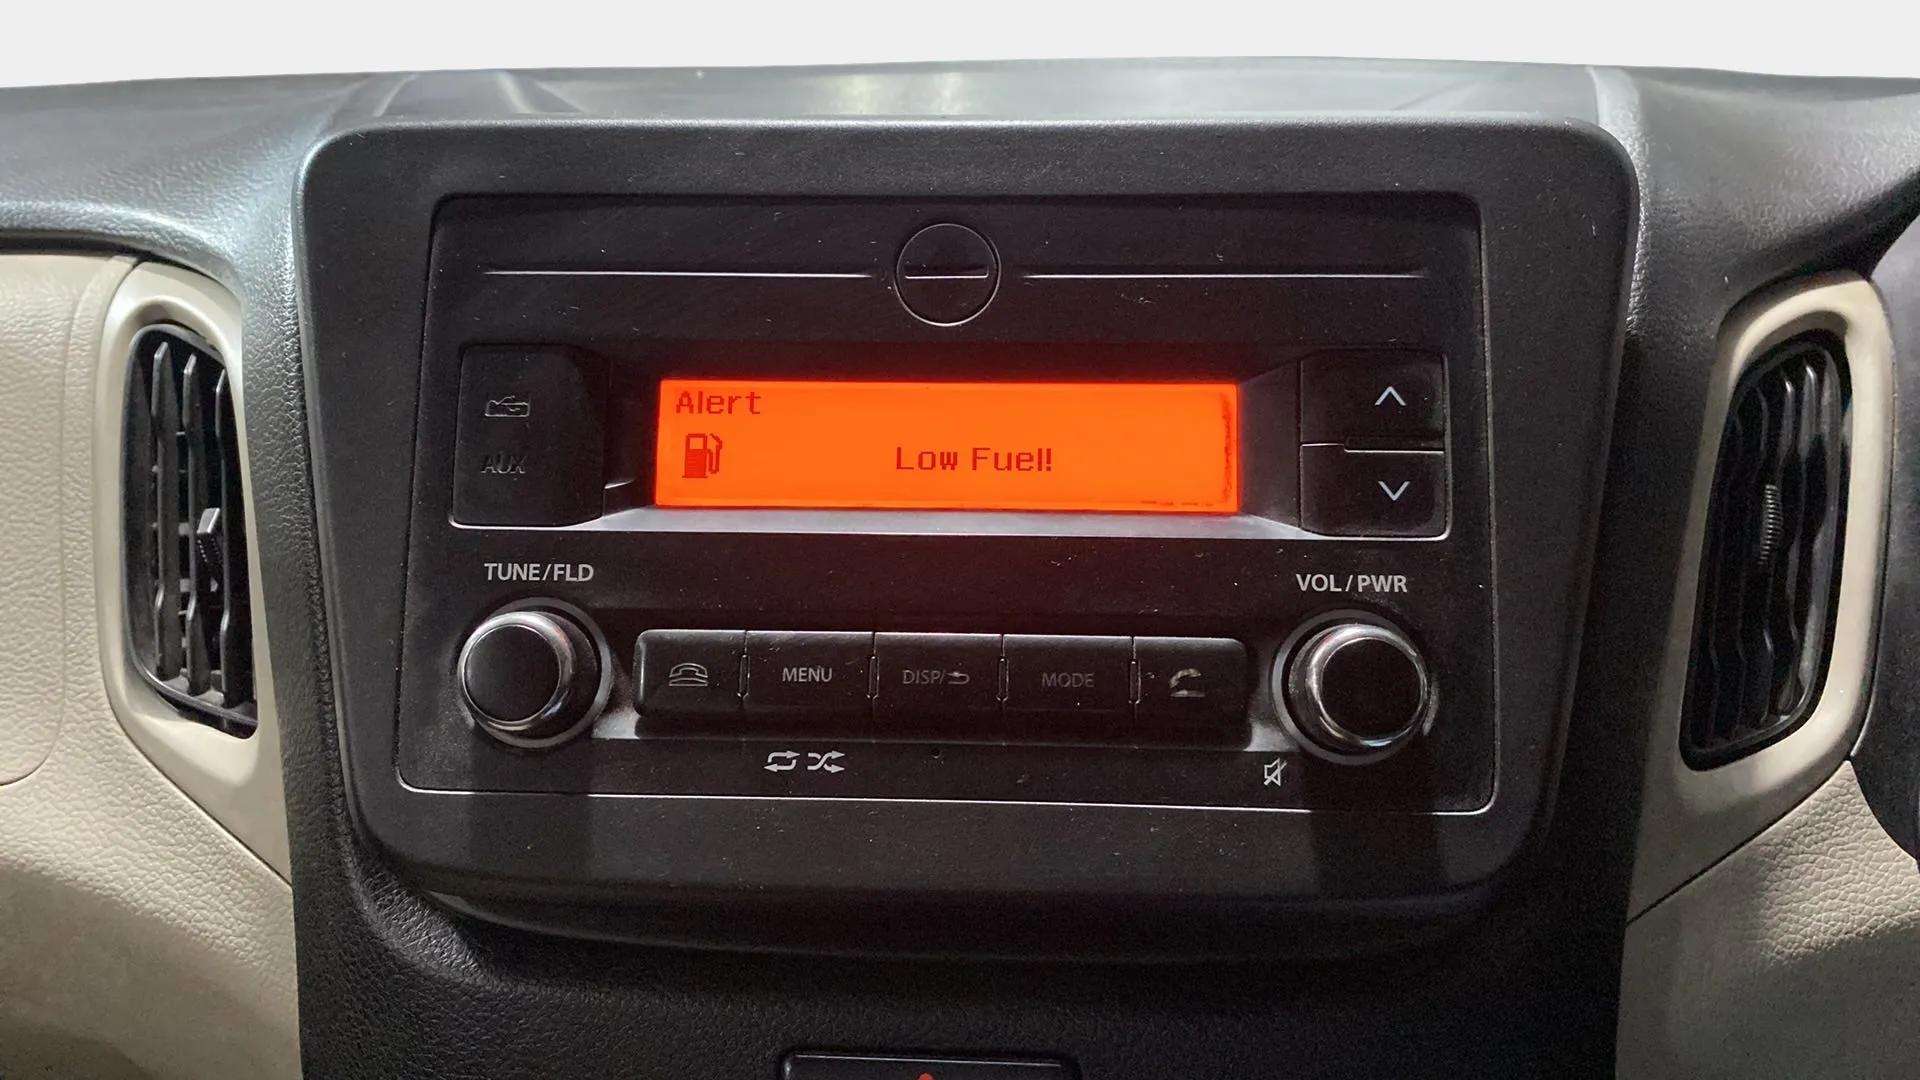 Alert
Low Fuel!
AUX
TUNE/FLD
VOL/PWR
MENU
DISP/
MODE